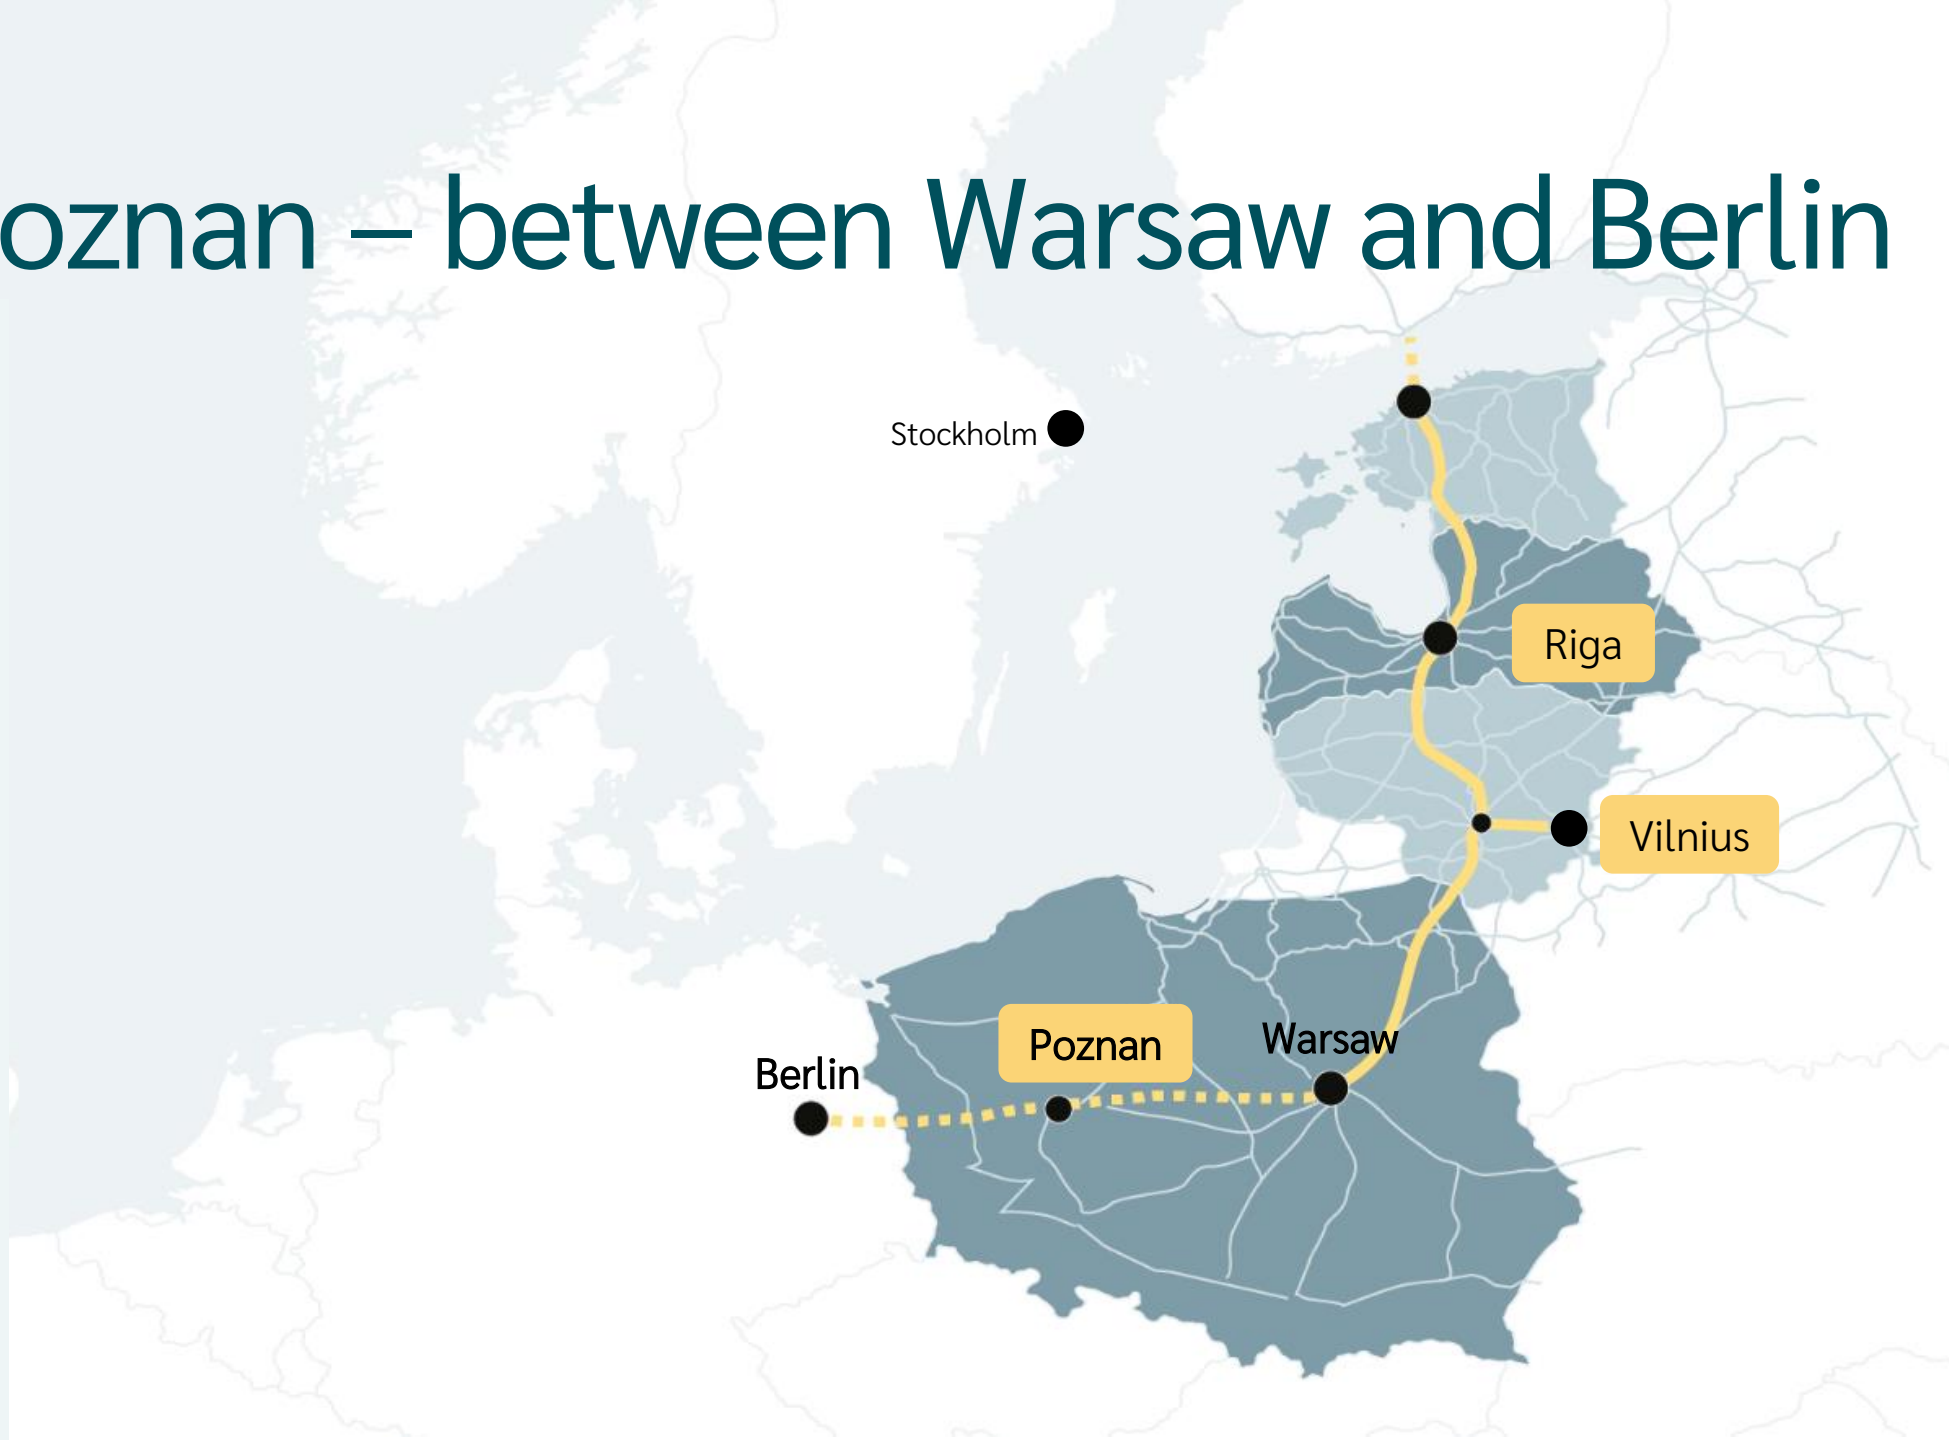 oznan – between Warsaw and Berlin
Stockholm
Riga
Vilnius
Poznan
Warsaw
Berlin